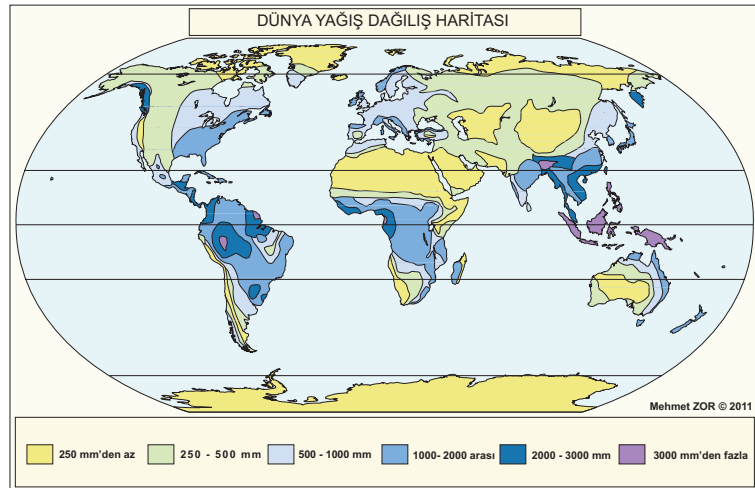 DÜNYA YAĞIŞ DAĞILIŞ HARİTASI
Mehmet ZOR © 2011
250 mm'den az
250 - 500 mm
500 - 1000 mm
1000- 2000 arası
2000 - 3000 mm
3000 mm'den fazla